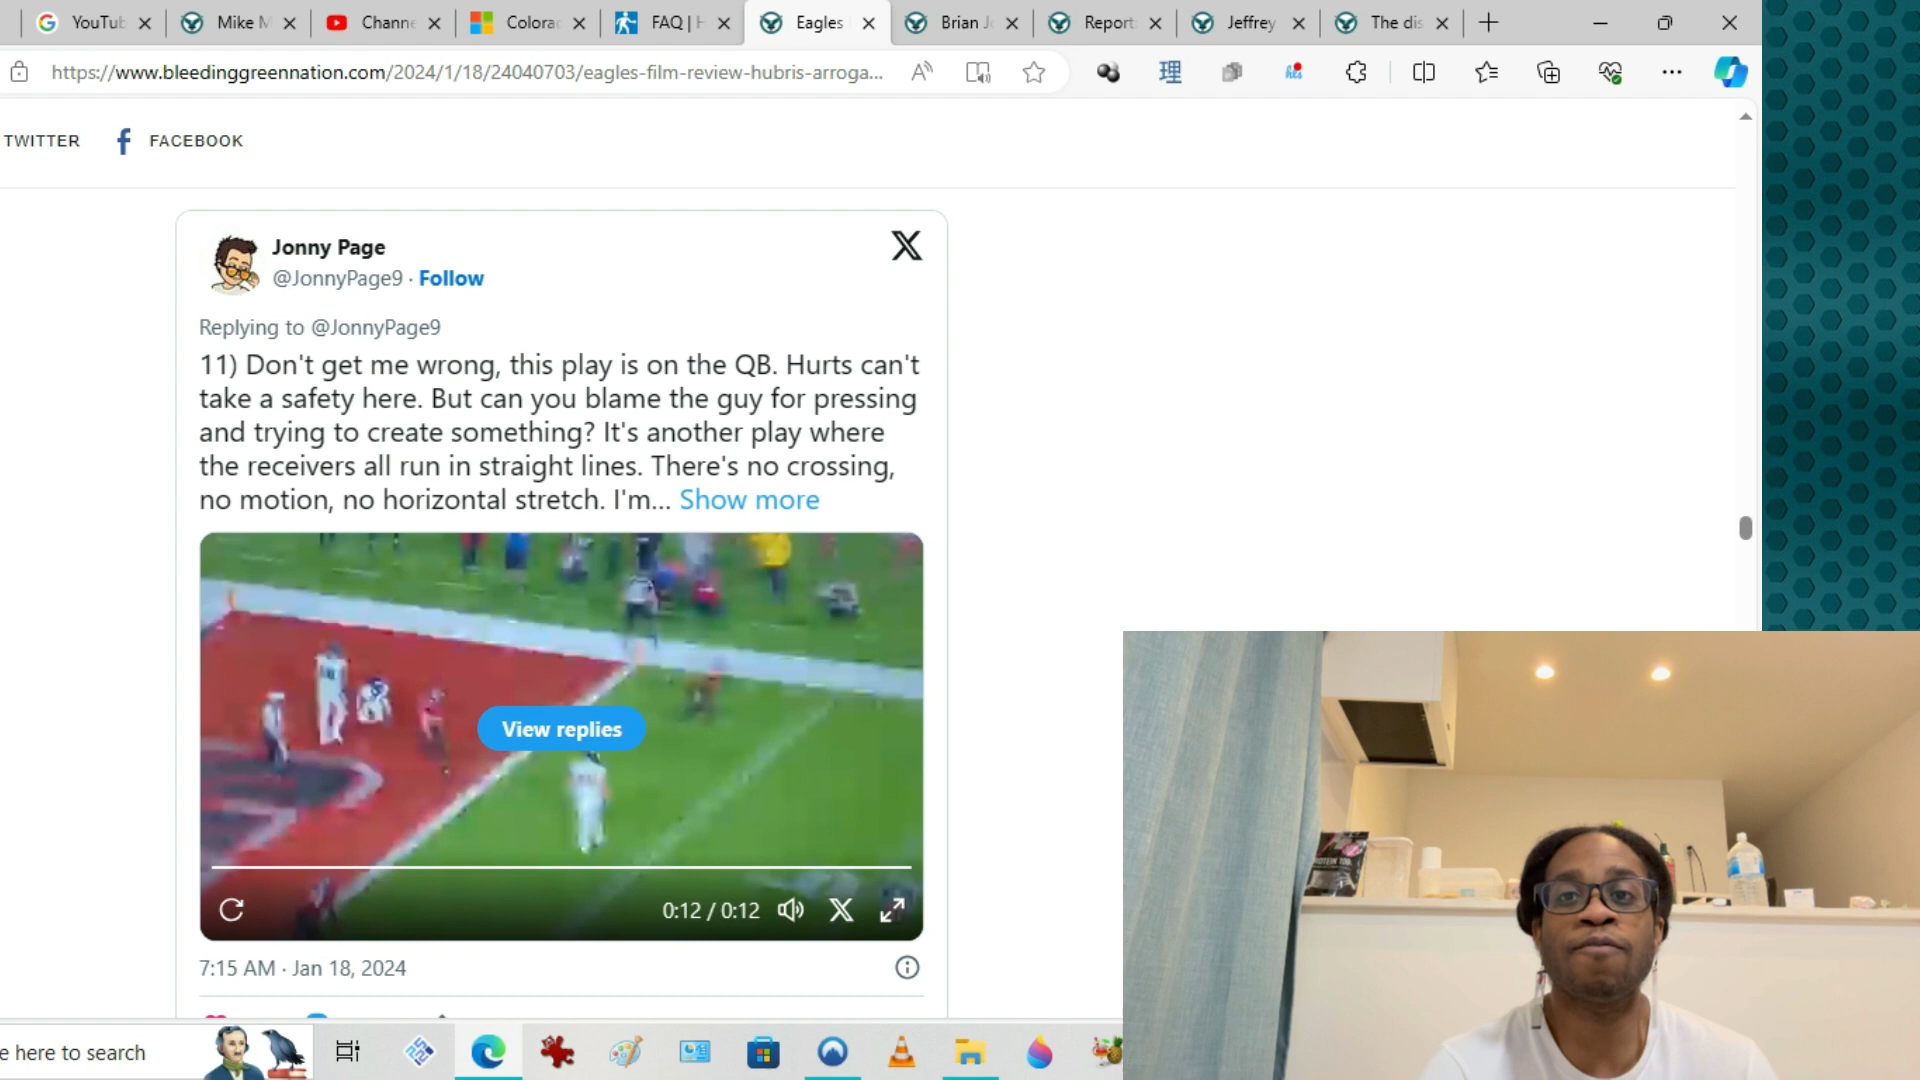 YouTub
Mike M
Channe
Colora
FAQ | H
Eagles
Brian Jo
Report:
Jeffrey
The dis
https://www.bleedinggreennation.com/2024/1/18/24040703/eagles-film-review-hubris-arroga...
TWITTER
FACEBOOK
Jonny Page
@JonnyPage9 · Follow
Replying to @JonnyPage9
11) Don't get me wrong, this play is on the QB. Hurts can't
take a safety here. But can you blame the guy for pressing
and trying to create something? It's another play where
the receivers all run in straight lines. There's no crossing,
no motion, no horizontal stretch. I'm... Show more
View replies
0:12 / 0:12
7:15 AM · Jan 18, 2024
e here to search